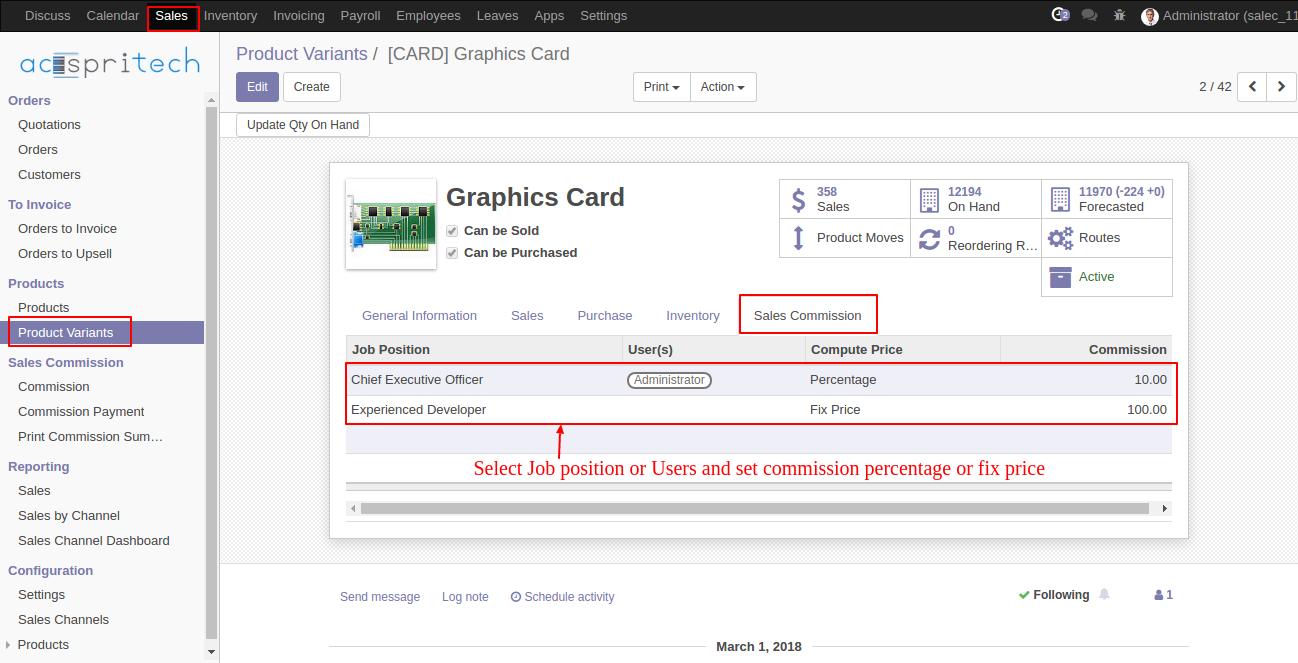 Discuss Calendar Sales Inventory Invoicing Payroll Employees Leaves Apps Settings 2 Administrator (salec_11
acespritech
Orders
Quotations
Orders
Customers
To Invoice
Orders to Invoice
Orders to Upsell
Products
Products
Product Variants
Sales Commission
Commission
Commission Payment
Print Commission Sum…
Reporting
Sales
Sales by Channel
Sales Channel Dashboard
Configuration
Settings
Sales Channels
Products
Product Variants / [CARD] Graphics Card
Edit Create Print Action 2 / 42
Update Qty On Hand
Graphics Card
Can be Sold
Can be Purchased
358
Sales
12194
On Hand
11970 (-224 +0)
Forecasted
Product Moves
0
Reordering R...
Routes
Active
General Information Sales Purchase Inventory Sales Commission
Job Position User(s) Compute Price Commission
Chief Executive Officer Administrator Percentage 10.00
Experienced Developer Fix Price 100.00
Select Job position or Users and set commission percentage or fix price
Send message Log note Schedule activity Following 1
March 1, 2018